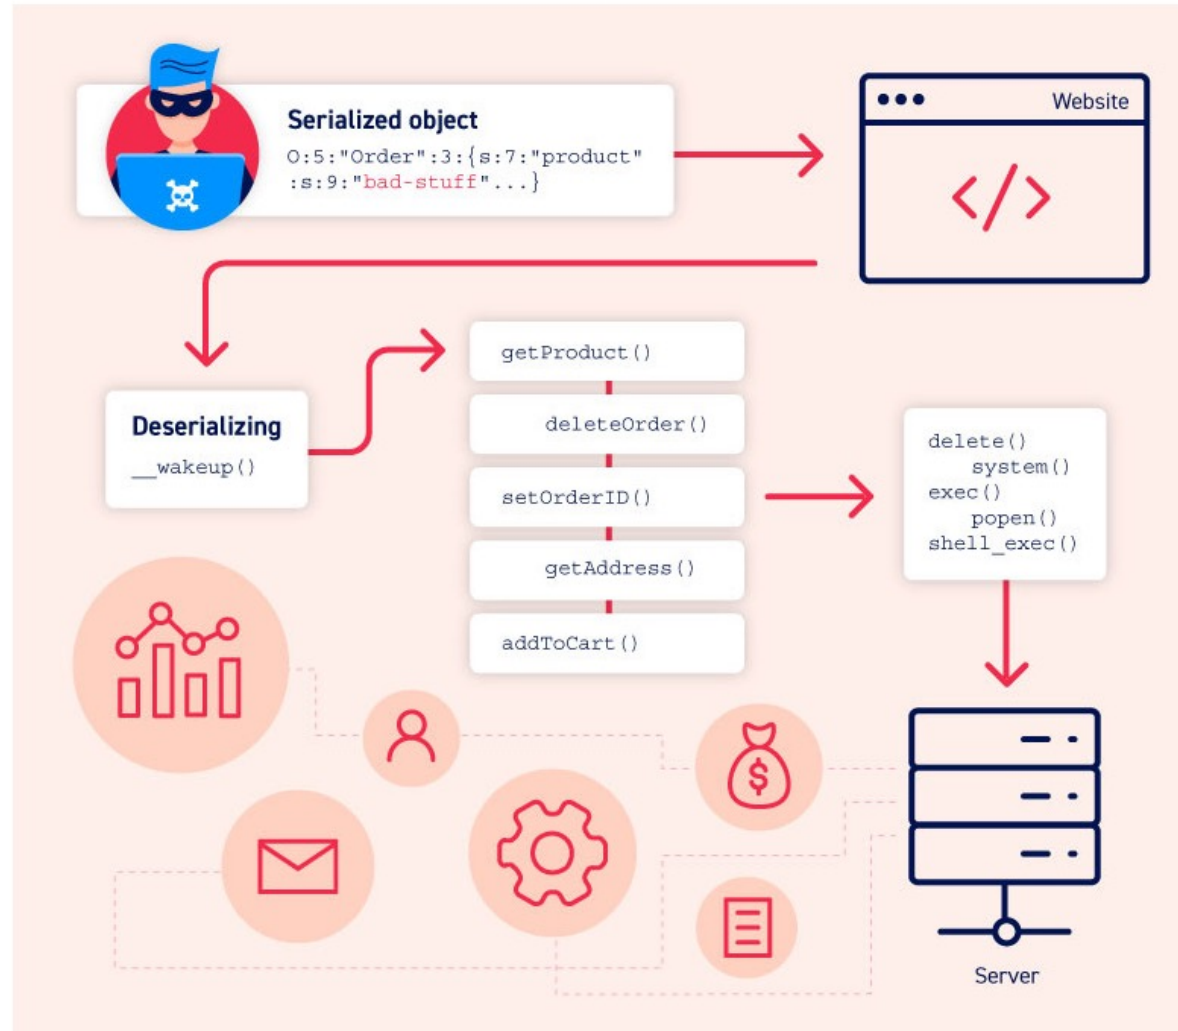 Serialized object
O:5:"Order":3:{s:7:"product"
:s:9:"bad-stuff"...}
Website
</>
Deserializing
__wakeup()
getProduct()
deleteOrder()
setOrderID()
getAddress()
addToCart()
delete()
system()
exec()
popen()
shell_exec()
$
Server